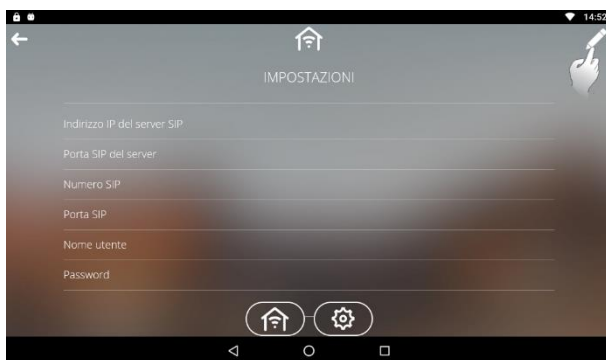 14:52
IMPOSTAZIONI
Indirizzo IP del server SIP
Porta SIP del server
Numero SIP
Porta SIP
Nome utente
Password